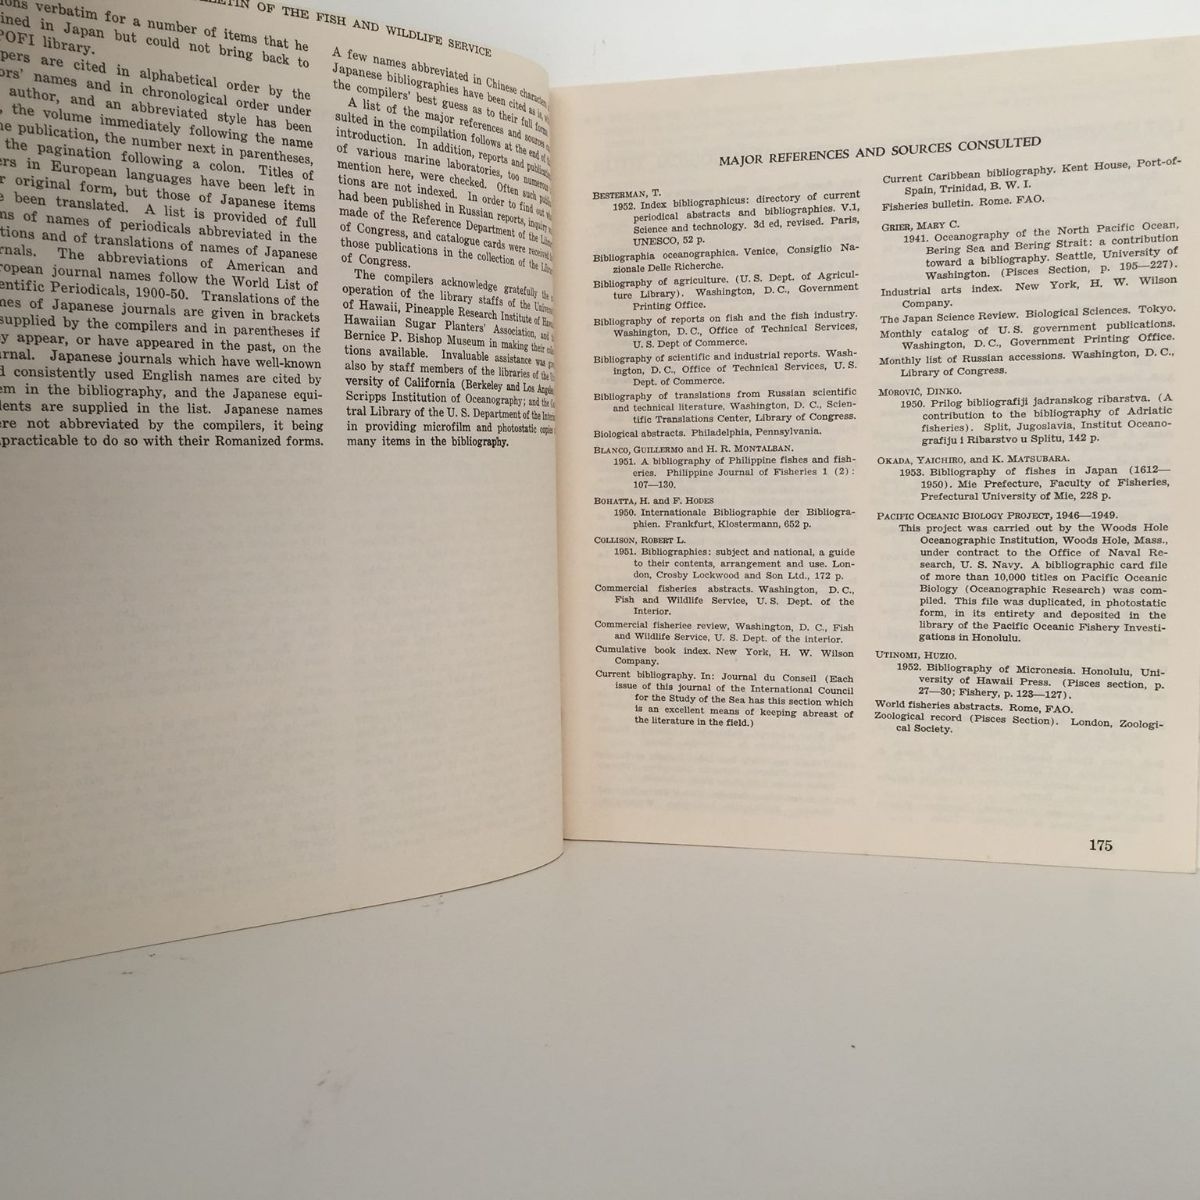 BULLETIN OF THE FISH AND WILDLIFE SERVICE
verbatim for a number of items that he
in Japan but could not bring back to
POFI library.
are cited in alphabetical order by the
names and in chronological order under
author, and an abbreviated style has been
the volume immediately following the name
publication, the number next in parentheses,
the pagination following a colon. Titles of
in European languages have been left in
original form, but those of Japanese items
been translated. A list is provided of full
of names of periodicals abbreviated in the
and of translations of names of Japanese
The abbreviations of American and
journal names follow the World List of
Periodicals, 1900-50. Translations of the
of Japanese journals are given in brackets
supplied by the compilers and in parentheses if
appear, or have appeared in the past, on the
Japanese journals which have well-known
consistently used English names are cited by
in the bibliography, and the Japanese equi-
are supplied in the list. Japanese names
not abbreviated by the compilers, it being
practicable to do so with their Romanized forms.
A few names abbreviated in Chinese characters
Japanese bibliographies have been cited as is,
the compilers' best guess as to their full forms
A list of the major references and sources
sulted in the compilation follows at the end of
introduction. In addition, reports and
of various marine laboratories, too numerous
mention here, were checked. Often such
tions are not indexed. In order to find out
had been published in Russian reports, inquiry
made of the Reference Department of the
of Congress, and catalogue cards were received
those publications in the collection of the
of Congress.
The compilers acknowledge gratefully the
operation of the library staffs of the
of Hawaii, Pineapple Research Institute of
Hawaiian Sugar Planters' Association, and
Bernice P. Bishop Museum in making their
tions available. Invaluable assistance was
also by staff members of the libraries of the
versity of California (Berkeley and Los Angeles
Scripps Institution of Oceanography; and the
tral Library of the U. S. Department of the
in providing microfilm and photostatic copies
many items in the bibliography.
MAJOR REFERENCES AND SOURCES CONSULTED
BESTERMAN, T.
1952. Index bibliographicus: directory of current
periodical abstracts and bibliographies. V.1,
Science and technology. 3d ed, revised. Paris,
UNESCO, 52 p.
Bibliographia oceanographica. Venice, Consiglio Na-
zionale Delle Richerche.
Bibliography of agriculture. (U. S. Dept. of Agricul-
ture Library). Washington, D. C., Government
Printing Office.
Bibliography of reports on fish and the fish industry.
Washington, D. C., Office of Technical Services,
U. S. Dept of Commerce.
Bibliography of scientific and industrial reports. Wash-
ington, D. C., Office of Technical Services, U. S.
Dept. of Commerce.
Bibliography of translations from Russian scientific
and technical literature. Washington, D. C., Scien-
tific Translations Center, Library of Congress.
Biological abstracts. Philadelphia, Pennsylvania.
BLANCO, GUILLERMO and H. R. MONTALBAN.
1951. A bibliography of Philippine fishes and fish-
eries. Philippine Journal of Fisheries 1 (2):
107—130.
BOHATTA, H. and F. HODES
1950. Internationale Bibliographie der Bibliogra-
phien. Frankfurt, Klostermann, 652 p.
COLLISON, ROBERT L.
1951. Bibliographies: subject and national, a guide
to their contents, arrangement and use. Lon-
don, Crosby Lockwood and Son Ltd., 172 p.
Commercial fisheries abstracts. Washington, D. C.,
Fish and Wildlife Service, U. S. Dept. of the
Interior.
Commercial fisheriee review, Washington, D. C., Fish
and Wildlife Service, U. S. Dept. of the interior.
Cumulative book index. New York, H. W. Wilson
Company.
Current bibliography. In: Journal du Conseil (Each
issue of this journal of the International Council
for the Study of the Sea has this section which
is an excellent means of keeping abreast of
the literature in the field.)
Current Caribbean bibliography. Kent House, Port-of-
Spain, Trinidad, B. W. I.
Fisheries bulletin. Rome. FAO.
GRIER, MARY C.
1941. Oceanography of the North Pacific Ocean,
Bering Sea and Bering Strait: a contribution
toward a bibliography. Seattle, University of
Washington. (Pisces Section, p. 195—227).
Industrial arts index. New York, H. W. Wilson
Company.
The Japan Science Review. Biological Sciences. Tokyo.
Monthly catalog of U. S. government publications.
Washington, D. C., Government Printing Office.
Monthly list of Russian accessions. Washington, D. C.,
Library of Congress.
MOROVIĆ, DINKO.
1950. Prilog bibliografiji jadranskog ribarstva. (A
contribution to the bibliography of Adriatic
fisheries). Split, Jugoslavia, Institut Oceano-
grafiju i Ribarstvo u Splitu, 142 p.
OKADA, YAICHIRO, and K. MATSUBARA.
1953. Bibliography of fishes in Japan (1612—
1950). Mie Prefecture, Faculty of Fisheries,
Prefectural University of Mie, 228 p.
PACIFIC OCEANIC BIOLOGY PROJECT, 1946—1949.
This project was carried out by the Woods Hole
Oceanographic Institution, Woods Hole, Mass.,
under contract to the Office of Naval Re-
search, U. S. Navy. A bibliographic card file
of more than 10,000 titles on Pacific Oceanic
Biology (Oceanographic Research) was com-
piled. This file was duplicated, in photostatic
form, in its entirety and deposited in the
library of the Pacific Oceanic Fishery Investi-
gations in Honolulu.
UTINOMI, HUZIO.
1952. Bibliography of Micronesia. Honolulu, Uni-
versity of Hawaii Press. (Pisces section, p.
27—30; Fishery, p. 123—127).
World fisheries abstracts. Rome, FAO.
Zoological record (Pisces Section). London, Zoologi-
cal Society.
175